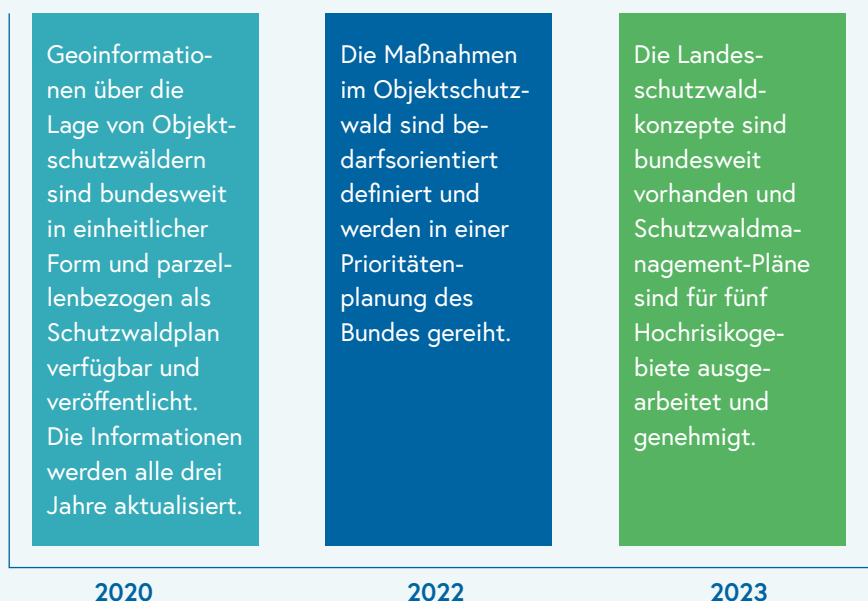 Geoinformatio-
nen über die
Lage von Objekt-
schutzwäldern
sind bundesweit
in einheitlicher
Form und parzel-
lenbezogen als
Schutzwaldplan
verfügbar und
veröffentlicht.
Die Informationen
werden alle drei
Jahre aktualisiert.
Die Maßnahmen
im Objektschutz-
wald sind be-
darfsorientiert
definiert und
werden in einer
Prioritäten-
planung des
Bundes gereiht.
Die Landes-
schutzwald-
konzepte sind
bundesweit
vorhanden und
Schutzwaldma-
nagement-Pläne
sind für fünf
Hochrisikoge-
biete ausge-
arbeitet und
genehmigt.
2020
2022
2023